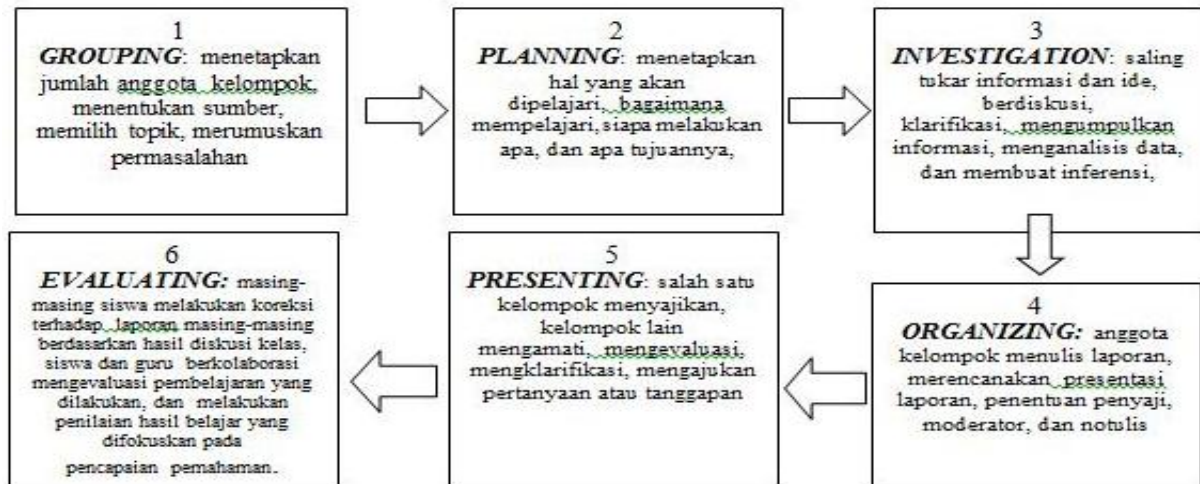 1
GROUPING: menetapkan
jumlah anggota kelompok,
menentukan sumber,
memilih topik, merumuskan
permasalahan
2
PLANNING: menetapkan
hal yang akan
dipelajari, bagaimana
mempelajari, siapa melakukan
apa, dan apa tujuannya,
3
INVESTIGATION: saling
tukar informasi dan ide,
berdiskusi,
klarifikasi, mengumpulkan
informasi, menganalisis data,
dan membuat inferensi,
4
ORGANIZING: anggota
kelompok menulis laporan,
merencanakan presentasi
laporan, penentuan penyaji,
moderator, dan notulis
5
PRESENTING: salah satu
kelompok menyajikan,
kelompok lain
mengamati, mengevaluasi,
mengklarifikasi, mengajukan
pertanyaan atau tanggapan
6
EVALUATING: masing-
masing siswa melakukan koreksi
terhadap laporan masing-masing
berdasarkan hasil diskusi kelas,
siswa dan guru berkolaborasi
mengevaluasi pembelajaran yang
dilakukan, dan melakukan
penilaian hasil belajar yang
difokuskan pada
pencapaian pemahaman.